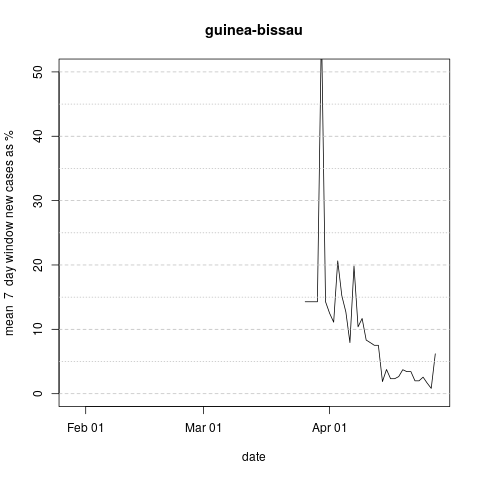 guinea-bissau
mean  7  day window new cases as %
50
40
30
20
10
0
Feb 01
Mar 01
Apr 01
date